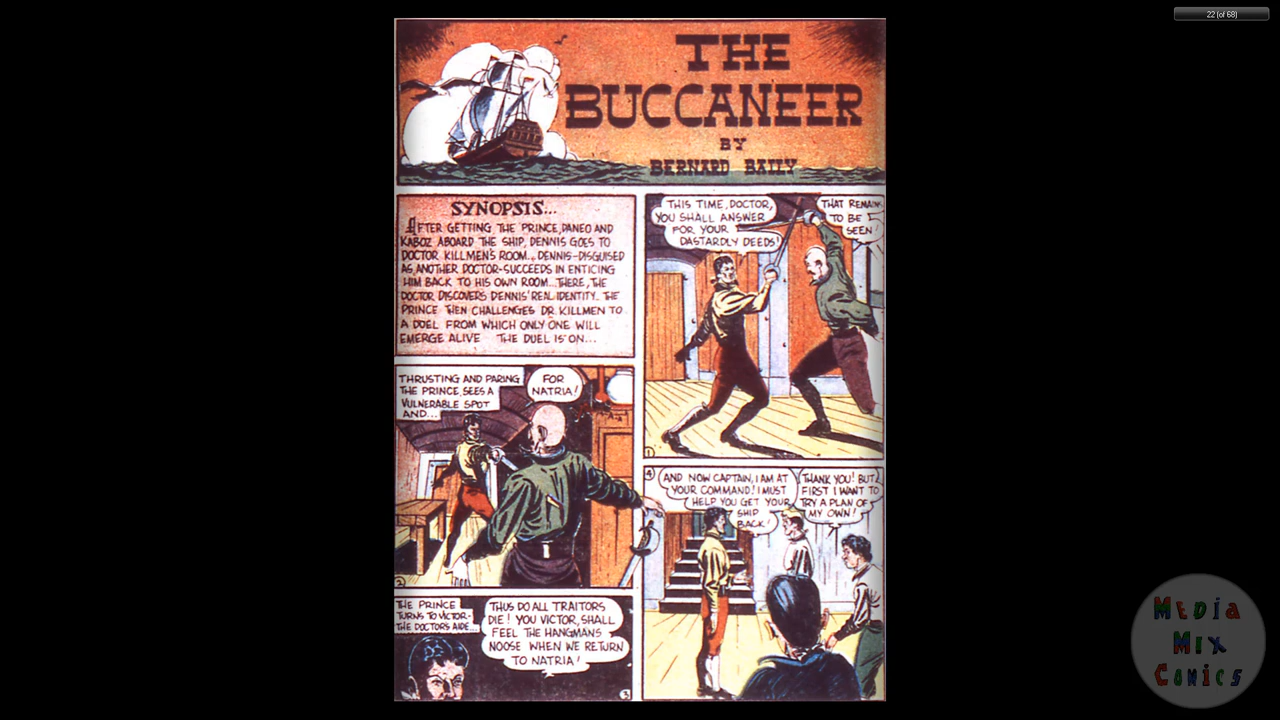 22 (of 68)
THE
BUCCANEER
BY
BERNARD BAILY
SYNOPSIS...
AFTER GETTING THE PRINCE, DANEO AND
KABOZ ABOARD THE SHIP, DENNIS GOES TO
DOCTOR KILLMEN'S ROOM... DENNIS-DISGUISED
AS ANOTHER DOCTOR-SUCCEEDS IN ENTICING
HIM BACK TO HIS OWN ROOM...THERE, THE
DOCTOR DISCOVERS DENNIS' REAL IDENTITY. THE
PRINCE THEN CHALLENGES DR. KILLMEN TO
A DUEL FROM WHICH ONLY ONE WILL
EMERGE ALIVE THE DUEL IS ON...
THIS TIME, DOCTOR,
YOU SHALL ANSWER
FOR YOUR
DASTARDLY DEEDS!
THAT REMAINS
TO BE
SEEN
1
THRUSTING AND PARING
THE PRINCE, SEES A
VULNERABLE SPOT
AND...
FOR
NATRIA!
2
THE PRINCE
TURNS TO VICTOR-
THE DOCTORS AIDE...
THUS DO ALL TRAITORS
DIE! YOU VICTOR, SHALL
FEEL THE HANGMANS
NOOSE WHEN WE RETURN
TO NATRIA!
3
4
AND NOW CAPTAIN, I AM AT
YOUR COMMAND! I MUST
HELP YOU GET YOUR
SHIP
BACK!
THANK YOU! BUT
FIRST I WANT TO
TRY A PLAN OF
MY OWN!
MEDIA
MIX
COMICS